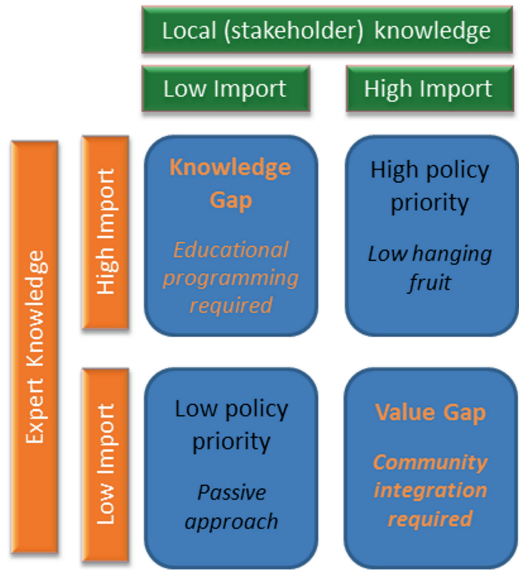 Local (stakeholder) knowledge
Low Import
High Import
Expert Knowledge
High Import
Knowledge
Gap
Educational
programming
required
High policy
priority
Low hanging
fruit
Low Import
Low policy
priority
Passive
approach
Value Gap
Community
integration
required